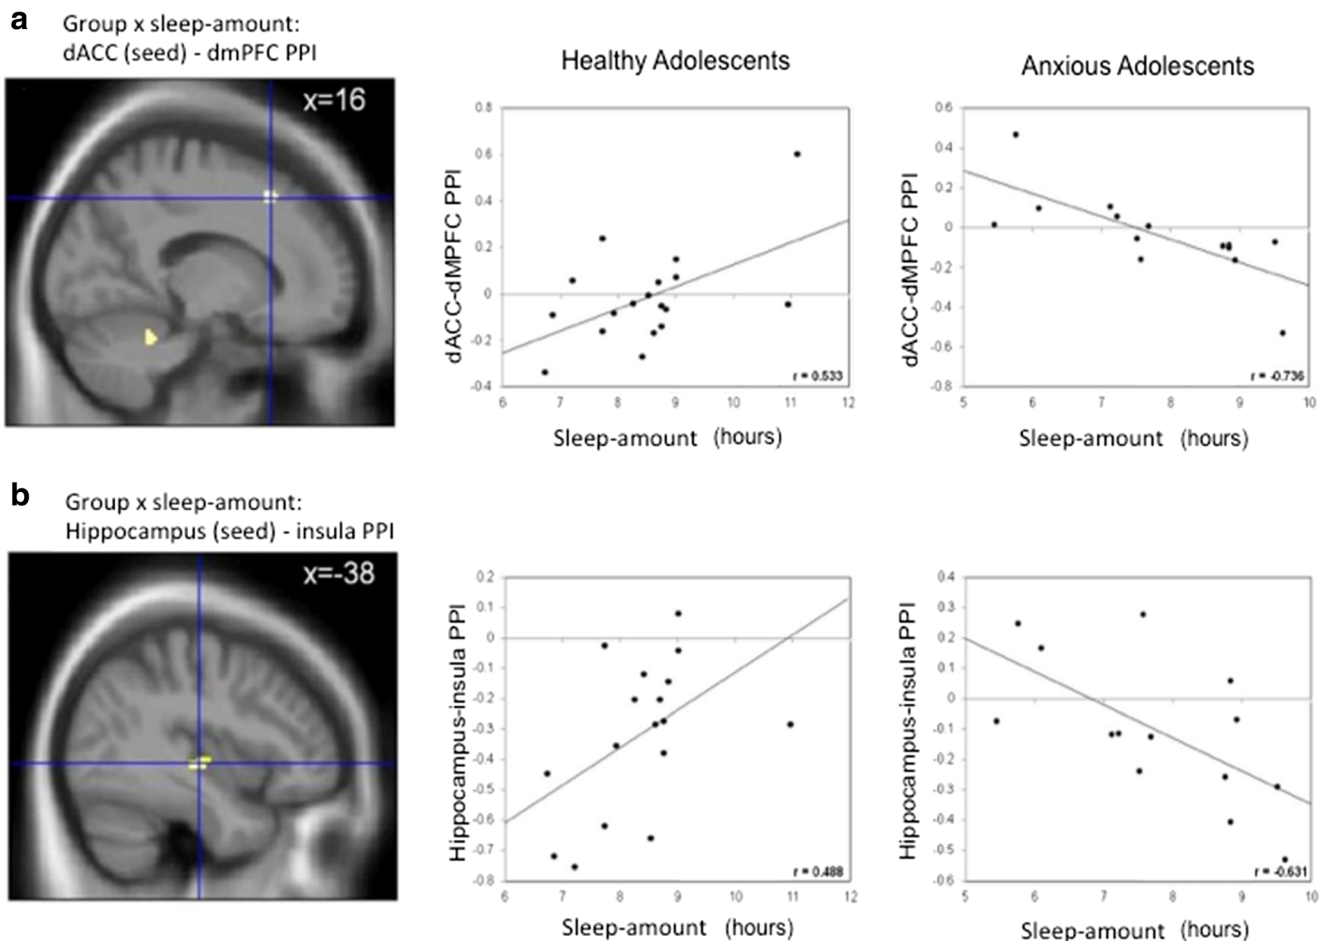 a
Group x sleep-amount:
dACC (seed) - dmPFC PPI
x=16
Healthy Adolescents
dACC-dMPFC PPI
0.8
0.6
0.4
0.2
0
-0.2
-0.4
r = 0.533
6 7 8 9 10 11 12
Sleep-amount (hours)
Anxious Adolescents
dACC-dMPFC PPI
0.6
0.4
0.2
0
-0.2
-0.4
-0.6
-0.8
r = -0.736
5 6 7 8 9 10
Sleep-amount (hours)
b
Group x sleep-amount:
Hippocampus (seed) - insula PPI
x=-38
Hippocampus-insula PPI
0.2
0.1
0
-0.1
-0.2
-0.3
-0.4
-0.5
-0.6
-0.7
-0.8
r = 0.488
6 7 8 9 10 11 12
Sleep-amount (hours)
Hippocampus-insula PPI
0.4
0.3
0.2
0.1
0
-0.1
-0.2
-0.3
-0.4
-0.5
-0.6
r = -0.631
5 6 7 8 9 10
Sleep-amount (hours)